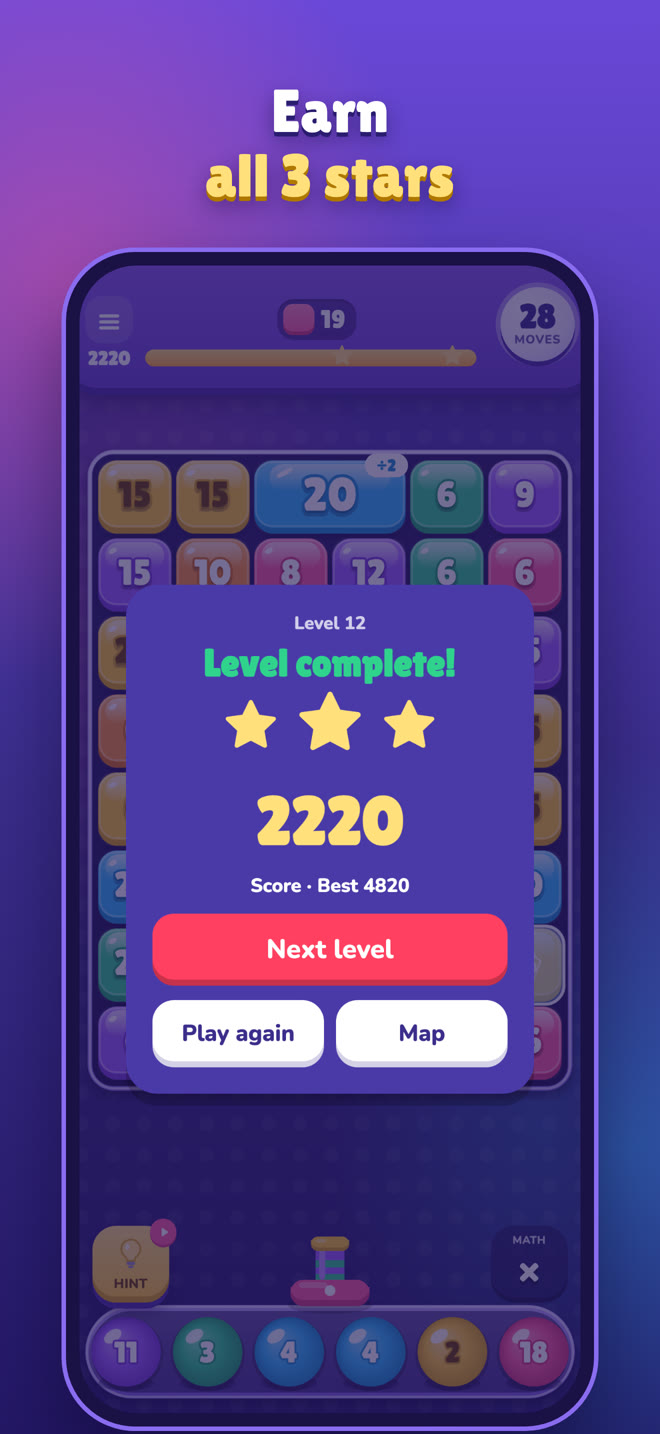 Earn
all 3 stars
19
28
MOVES
2220
÷2
15 15 20 6 9
15 10 8 12 6 6
Level 12
Level complete!
2220
Score · Best 4820
Next level
Play again Map
HINT
MATH
×
11 3 4 4 2 18